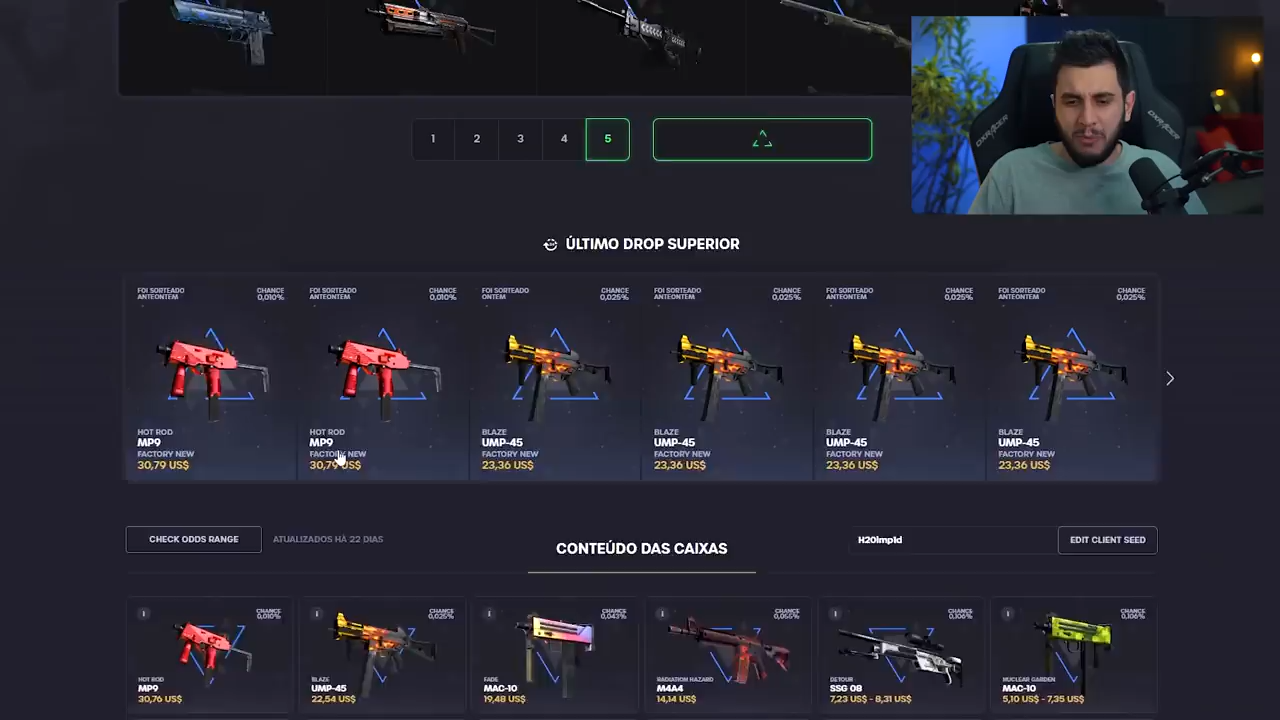 1 2 3 4 5
ÚLTIMO DROP SUPERIOR
FOI SORTEADO
ANTEONTEM
CHANCE
0,010%
HOT ROD
MP9
FACTORY NEW
30,79 US$
FOI SORTEADO
ANTEONTEM
CHANCE
0,010%
HOT ROD
MP9
FACTORY NEW
30,79 US$
FOI SORTEADO
ONTEM
CHANCE
0,025%
BLAZE
UMP-45
FACTORY NEW
23,36 US$
FOI SORTEADO
ANTEONTEM
CHANCE
0,025%
BLAZE
UMP-45
FACTORY NEW
23,36 US$
FOI SORTEADO
ANTEONTEM
CHANCE
0,025%
BLAZE
UMP-45
FACTORY NEW
23,36 US$
FOI SORTEADO
ANTEONTEM
CHANCE
0,025%
BLAZE
UMP-45
FACTORY NEW
23,36 US$
CHECK ODDS RANGE
ATUALIZADOS HÁ 22 DIAS
CONTEÚDO DAS CAIXAS
EDIT CLIENT SEED
CHANCE
0,010%
HOT ROD
MP9
30,76 US$
CHANCE
0,025%
BLAZE
UMP-45
22,54 US$
CHANCE
0,043%
FADE
MAC-10
19,48 US$
CHANCE
0,055%
RADIATION HAZARD
M4A4
14,14 US$
CHANCE
0,106%
DETOUR
SSG 08
7,23 US$ - 8,31 US$
CHANCE
0,106%
NUCLEAR GARDEN
MAC-10
5,10 US$ - 7,35 US$
DXRACER